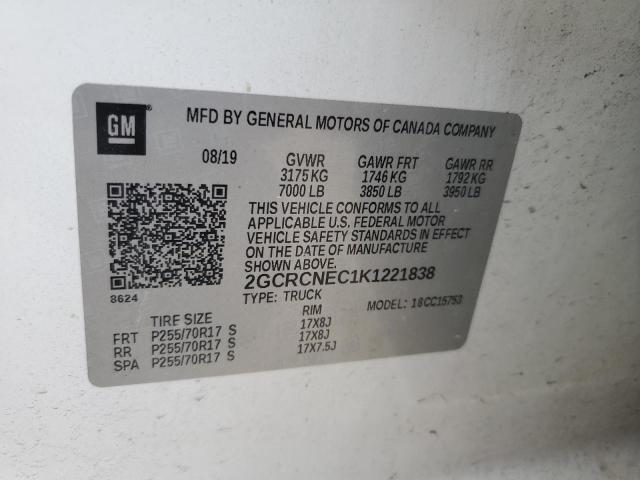 GM
MFD BY GENERAL MOTORS OF CANADA COMPANY
08/19 GVWR GAWR FRT GAWR RR
3175 KG 1746 KG 1792 KG
7000 LB 3850 LB 3950 LB
THIS VEHICLE CONFORMS TO ALL
APPLICABLE U.S. FEDERAL MOTOR
VEHICLE SAFETY STANDARDS IN EFFECT
ON THE DATE OF MANUFACTURE
SHOWN ABOVE.
8624 2GCRCNEC1K1221838
TYPE: TRUCK MODEL: 18CC15753
TIRE SIZE RIM
FRT P255/70R17 S 17X8J
RR P255/70R17 S 17X8J
SPA P255/70R17 S 17X7.5J